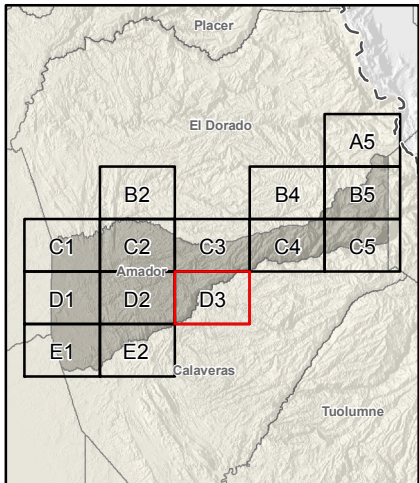 Placer
El Dorado
A5
B2 B4 B5
C1 C2 C3 C4 C5
Amador
D1 D2 D3
E1 E2
Calaveras
Tuolumne